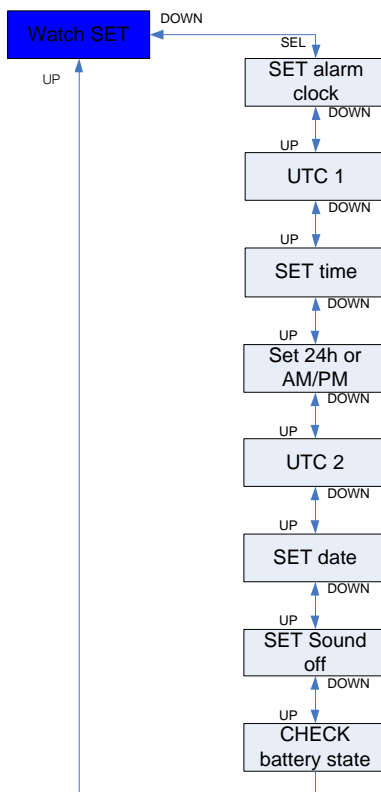 DOWN
Watch SET
SEL
UP
SET alarm
clock
DOWN
UP
UTC 1
DOWN
UP
SET time
DOWN
UP
Set 24h or
AM/PM
DOWN
UP
UTC 2
DOWN
UP
SET date
DOWN
UP
SET Sound
off
DOWN
UP
CHECK
battery state